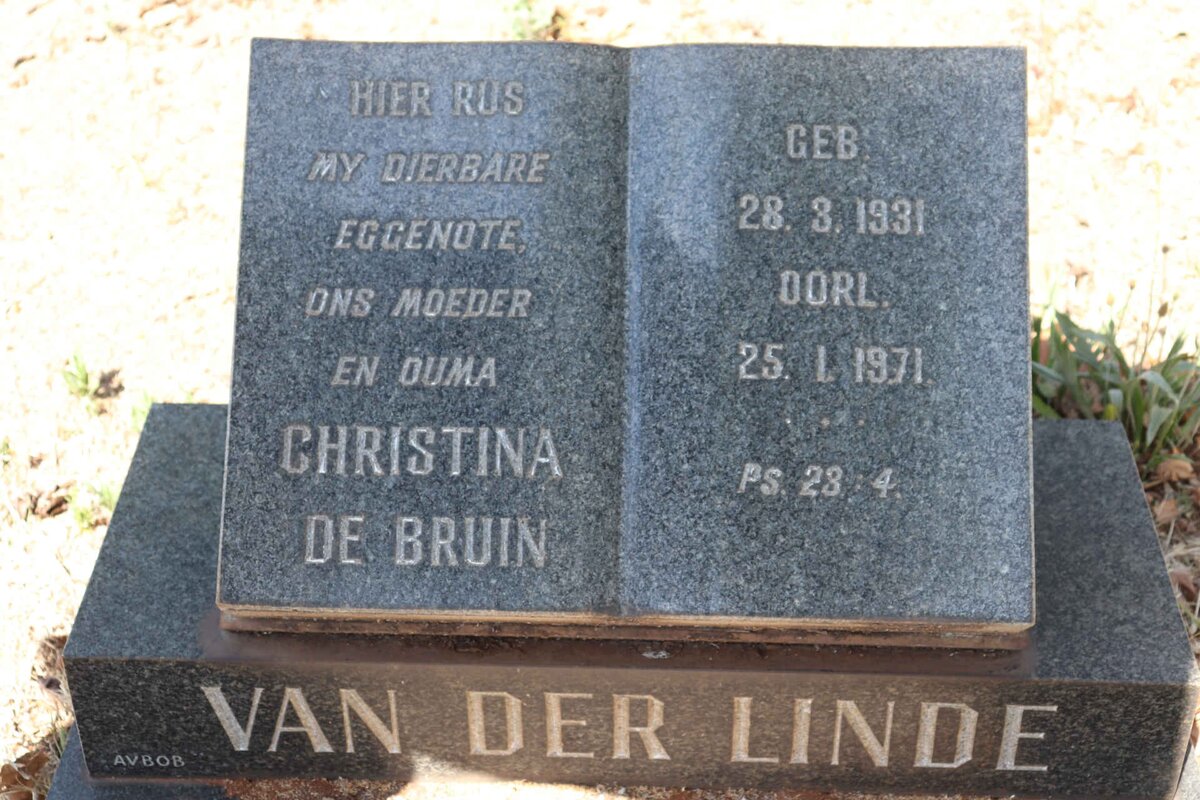 HIER RUS
MY DIERBARE
EGGENOTE,
ONS MOEDER
EN OUMA
CHRISTINA
DE BRUIN
GEB.
28. 3. 1931
OORL.
25. 1. 1971.
. . .
Ps. 23: 4.
VAN DER LINDE
AVBOB